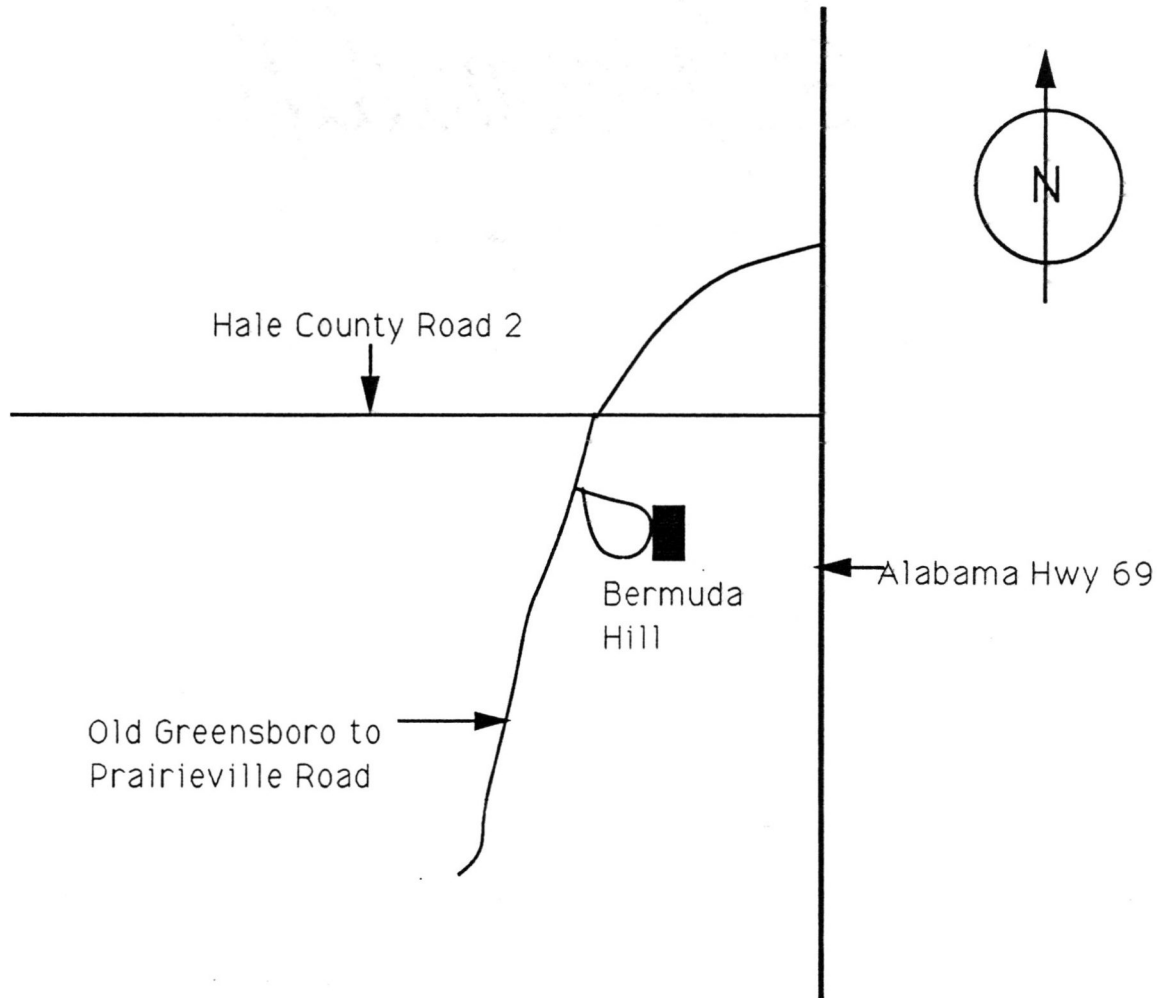 N
Hale County Road 2
Alabama Hwy 69
Bermuda
Hill
Old Greensboro to
Prairieville Road